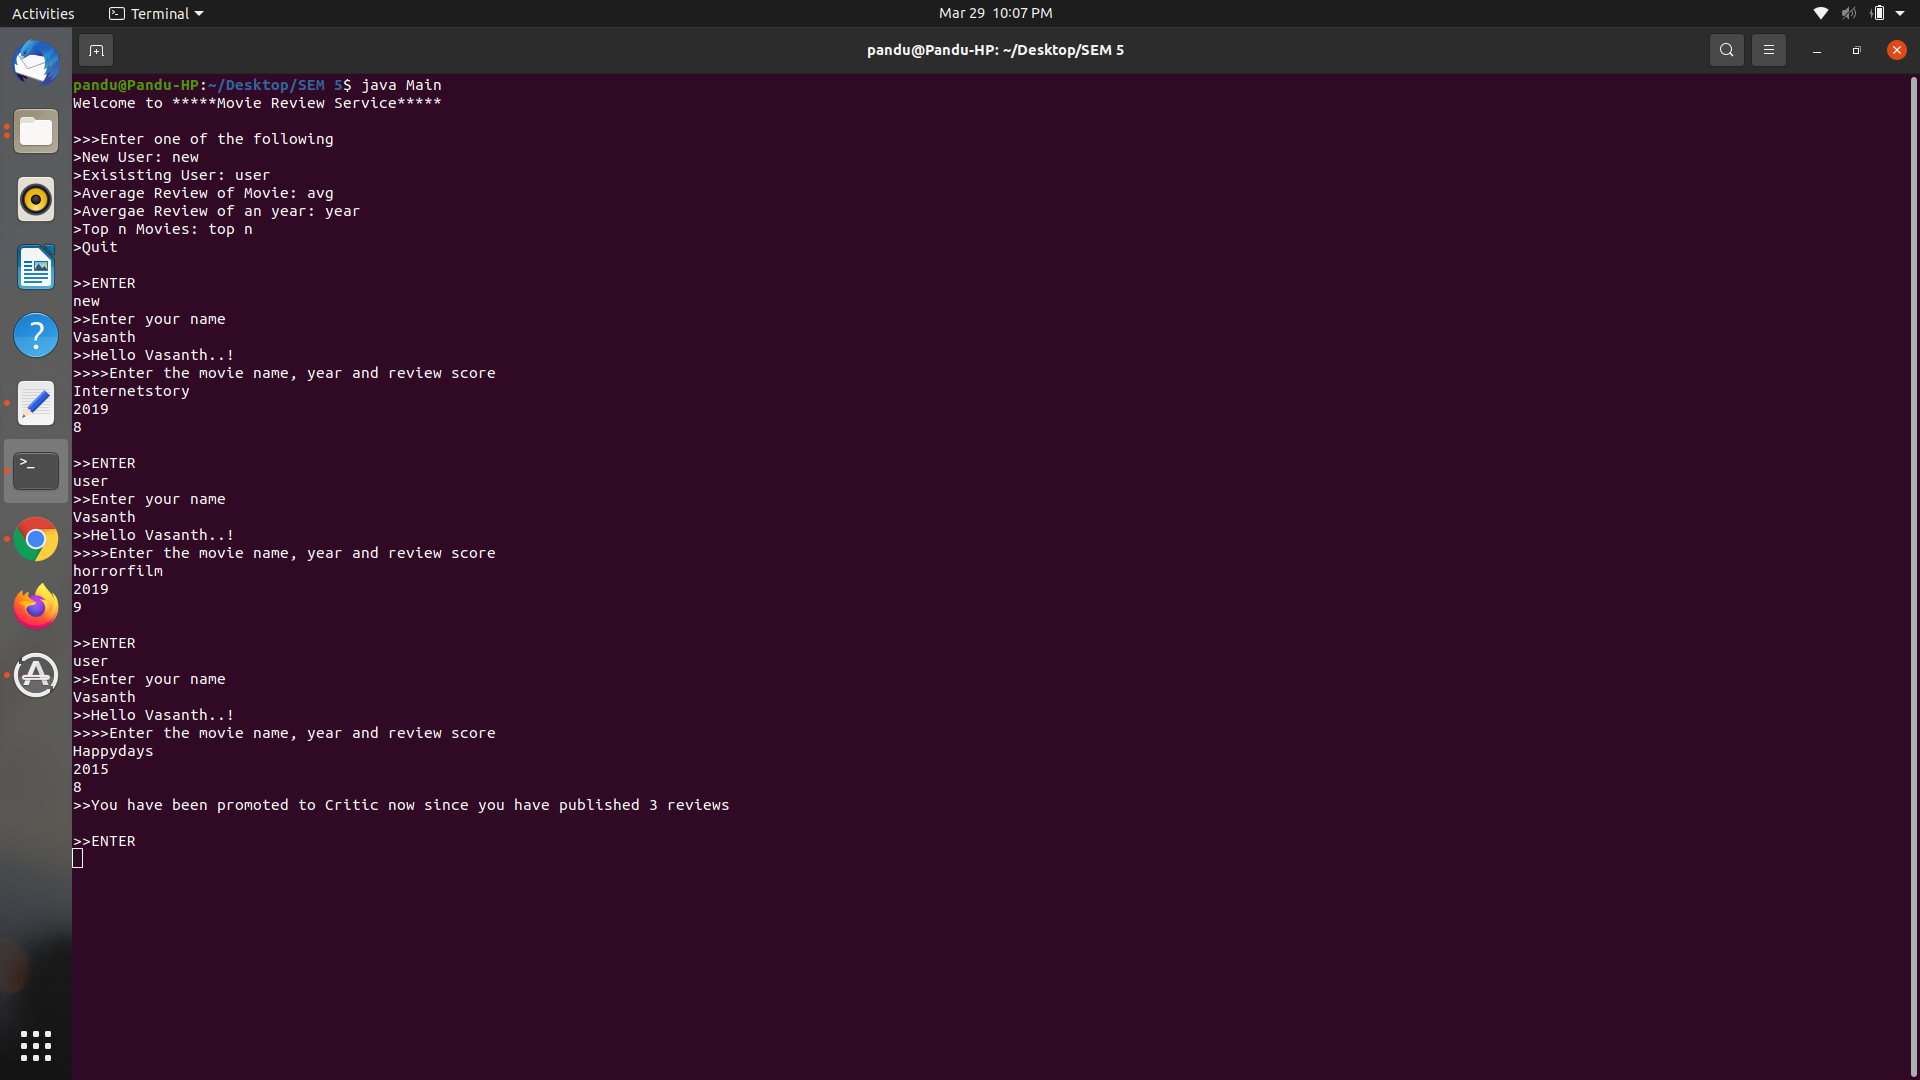 Activities
Terminal
Mar 29 10:07 PM
pandu@Pandu-HP: ~/Desktop/SEM 5
pandu@Pandu-HP:~/Desktop/SEM 5$ java Main
Welcome to *****Movie Review Service*****
>>>Enter one of the following
>New User: new
>Exisisting User: user
>Average Review of Movie: avg
>Avergae Review of an year: year
>Top n Movies: top n
>Quit
>>ENTER
new
>>Enter your name
Vasanth
>>Hello Vasanth..!
>>>>Enter the movie name, year and review score
Internetstory
2019
8
>>ENTER
user
>>Enter your name
Vasanth
>>Hello Vasanth..!
>>>>Enter the movie name, year and review score
horrorfilm
2019
9
>>ENTER
user
>>Enter your name
Vasanth
>>Hello Vasanth..!
>>>>Enter the movie name, year and review score
Happydays
2015
8
>>You have been promoted to Critic now since you have published 3 reviews
>>ENTER